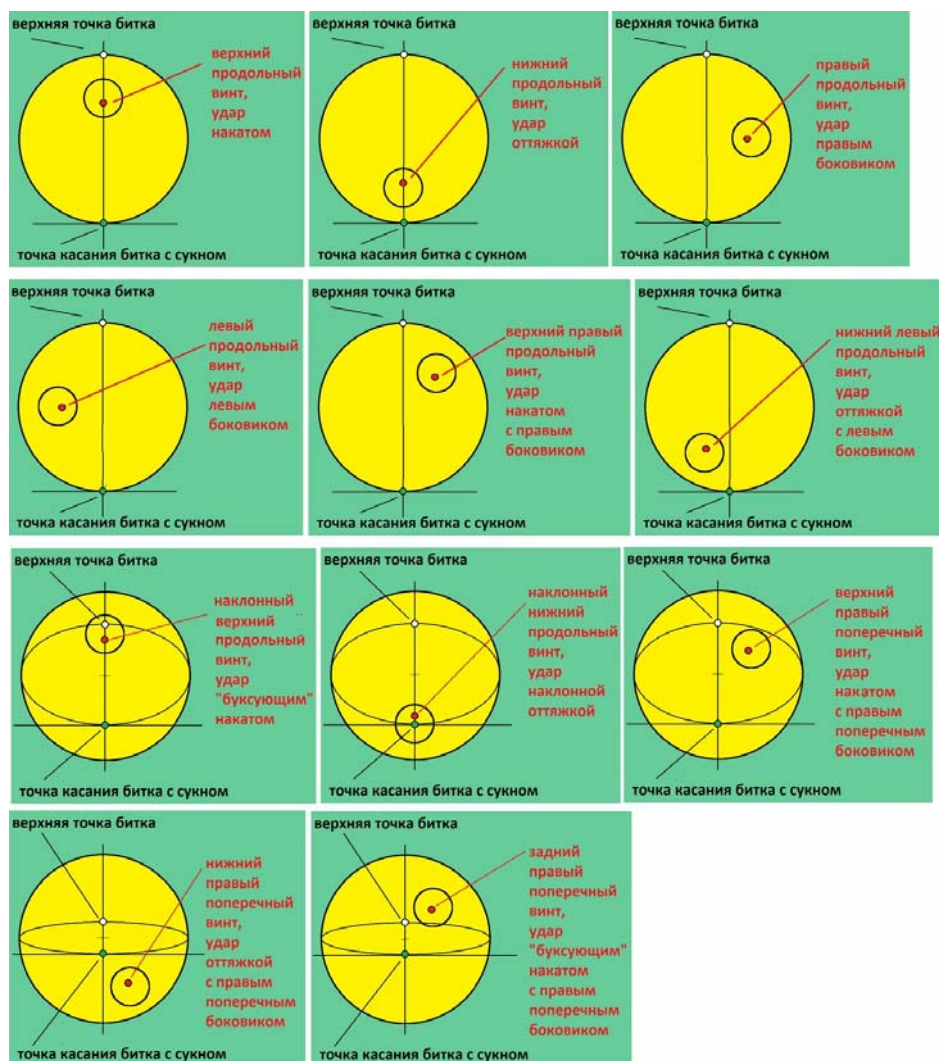 верхняя точка битка
верхний
продольный
винт,
удар
накатом
точка касания битка с сукном
верхняя точка битка
нижний
продольный
винт,
удар
оттяжкой
точка касания битка с сукном
верхняя точка битка
правый
продольный
винт,
удар
правым
боковиком
точка касания битка с сукном
верхняя точка битка
левый
продольный
винт,
удар
левым
боковиком
точка касания битка с сукном
верхняя точка битка
верхний правый
продольный
винт,
удар
накатом
с правым
боковиком
точка касания битка с сукном
верхняя точка битка
нижний левый
продольный
винт,
удар
оттяжкой
с левым
боковиком
точка касания битка с сукном
верхняя точка битка
наклонный
верхний
продольный
винт,
удар
"буксующим"
накатом
точка касания битка с сукном
верхняя точка битка
наклонный
нижний
продольный
винт,
удар
наклонной
оттяжкой
точка касания битка с сукном
верхняя точка битка
верхний
правый
поперечный
винт,
удар
накатом
с правым
поперечным
боковиком
точка касания битка с сукном
верхняя точка битка
нижний
правый
поперечный
винт,
удар
оттяжкой
с правым
поперечным
боковиком
точка касания битка с сукном
верхняя точка битка
задний
правый
поперечный
винт,
удар
"буксующим"
накатом
с правым
поперечным
боковиком
точка касания битка с сукном